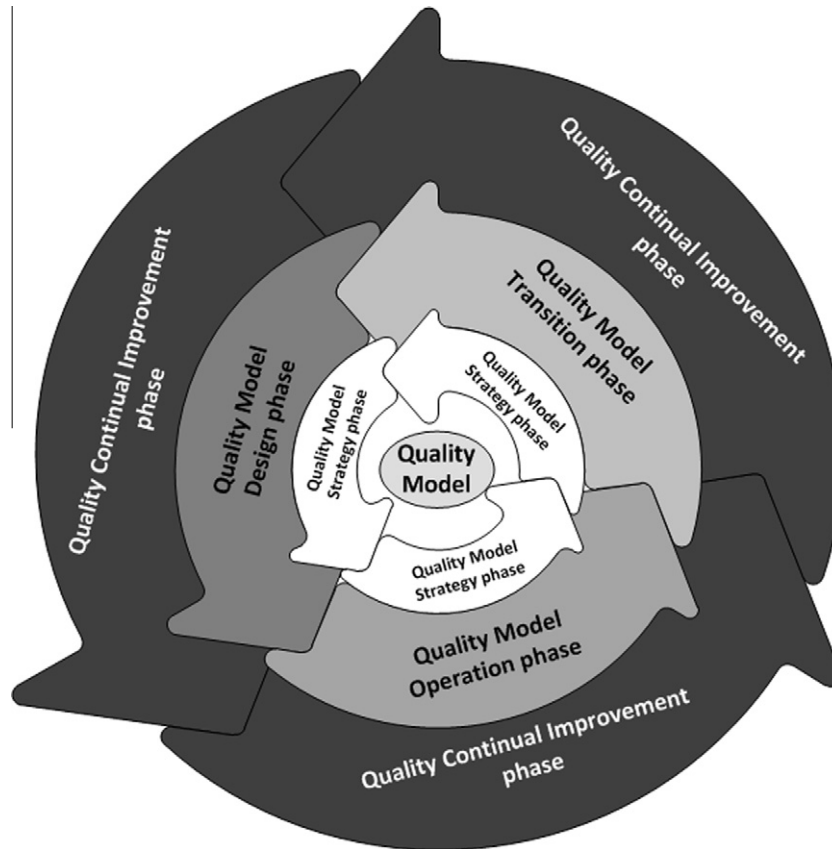 Quality Continual Improvement
phase
Quality Continual Improvement
phase
Quality Model
Transition phase
Quality Model
Design phase
Quality Model
Strategy phase
Quality Model
Strategy phase
Quality
Model
Quality Model
Strategy phase
Quality Model
Operation phase
Quality Continual Improvement
phase